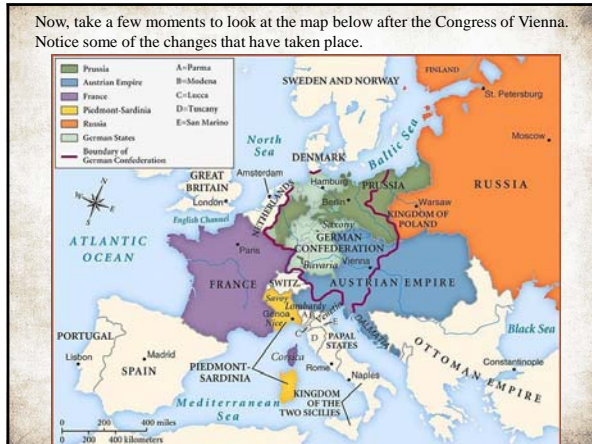 Now, take a few moments to look at the map below after the Congress of Vienna.
Notice some of the changes that have taken place.
Prussia
Austrian Empire
France
Piedmont-Sardinia
Russia
German States
Boundary of
German Confederation
A=Parma
B=Modena
C=Lucca
D=Tuscany
E=San Marino
SWEDEN AND NORWAY
FINLAND
St. Petersburg
Moscow
North
Sea
Baltic Sea
DENMARK
RUSSIA
GREAT
BRITAIN
London
Amsterdam
NETHERLANDS
Hamburg
Berlin
PRUSSIA
Warsaw
KINGDOM OF
POLAND
N
W
E
S
English Channel
Saxony
GERMAN
CONFEDERATION
ATLANTIC
OCEAN
Paris
Bavaria
Vienna
FRANCE
SWITZ.
AUSTRIAN EMPIRE
Savoy
Lombardy
Venetia
Genoa
Nice
A
C
D
DALMATIA
PAPAL
STATES
Black Sea
PORTUGAL
Lisbon
Madrid
SPAIN
Corsica
Rome
OTTOMAN EMPIRE
Constantinople
PIEDMONT-
SARDINIA
Naples
Mediterranean
Sea
KINGDOM
OF THE
TWO SICILIES
0 200 400 miles
0 200 400 kilometers